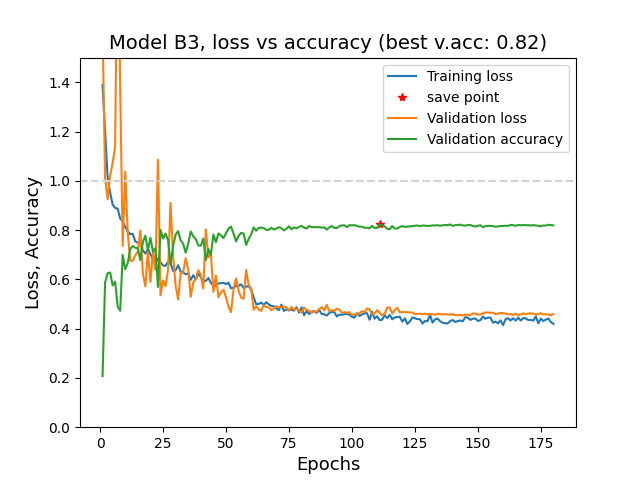 Model B3, loss vs accuracy (best v.acc: 0.82)
Training loss
save point
Validation loss
Validation accuracy
Loss, Accuracy
1.4
1.2
1.0
0.8
0.6
0.4
0.2
0.0
0 25 50 75 100 125 150 175
Epochs